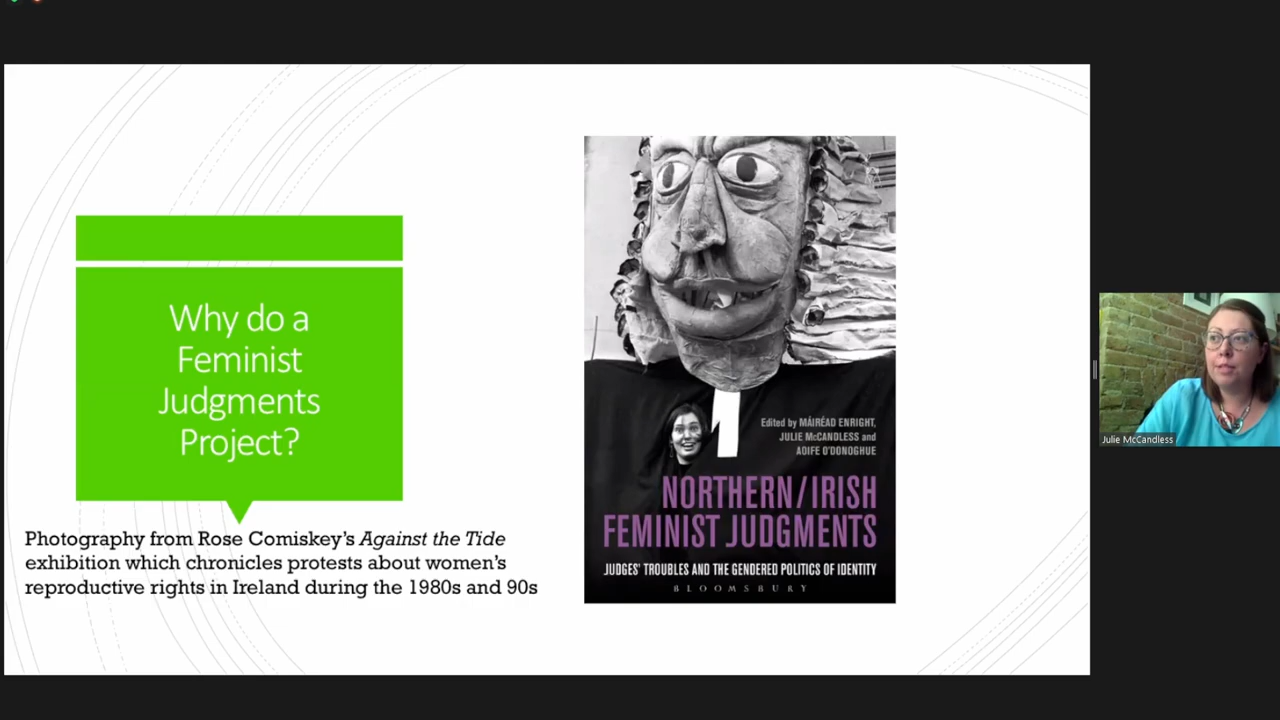 Why do a
Feminist
Judgments
Project?
Photography from Rose Comiskey's Against the Tide
exhibition which chronicles protests about women's
reproductive rights in Ireland during the 1980s and 90s
Edited by MÁIRÉAD ENRIGHT,
JULIE McCANDLESS and
AOIFE O'DONOGHUE
NORTHERN/IRISH
FEMINIST JUDGMENTS
JUDGES' TROUBLES AND THE GENDERED POLITICS OF IDENTITY
BLOOMSBURY
Julie McCandless